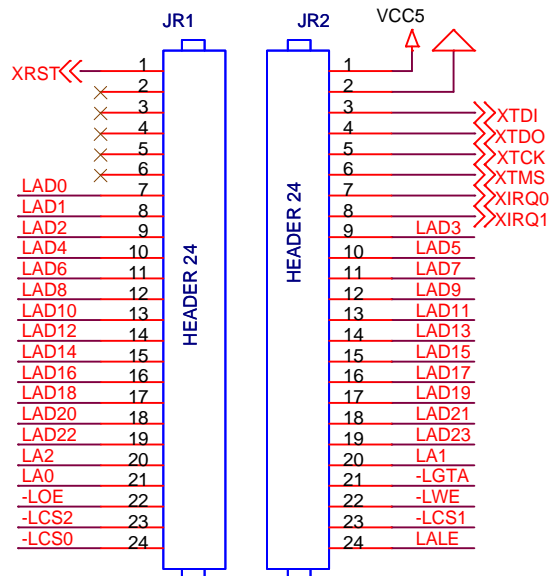 JR1 JR2 VCC5
XRST 1 1
2 2
3 3 XTDI
4 4 XTDO
5 5 XTCK
6 6 XTMS
LAD0 7 7 XIRQ0
LAD1 8 8 XIRQ1
LAD2 9 9 LAD3
LAD4 10 10 LAD5
LAD6 11 11 LAD7
LAD8 12 12 LAD9
LAD10 13 13 LAD11
LAD12 14 14 LAD13
LAD14 15 15 LAD15
LAD16 16 16 LAD17
LAD18 17 17 LAD19
LAD20 18 18 LAD21
LAD22 19 19 LAD23
LA2 20 20 LA1
LA0 21 21 -LGTA
-LOE 22 22 -LWE
-LCS2 23 23 -LCS1
-LCS0 24 24 LALE
HEADER 24
HEADER 24